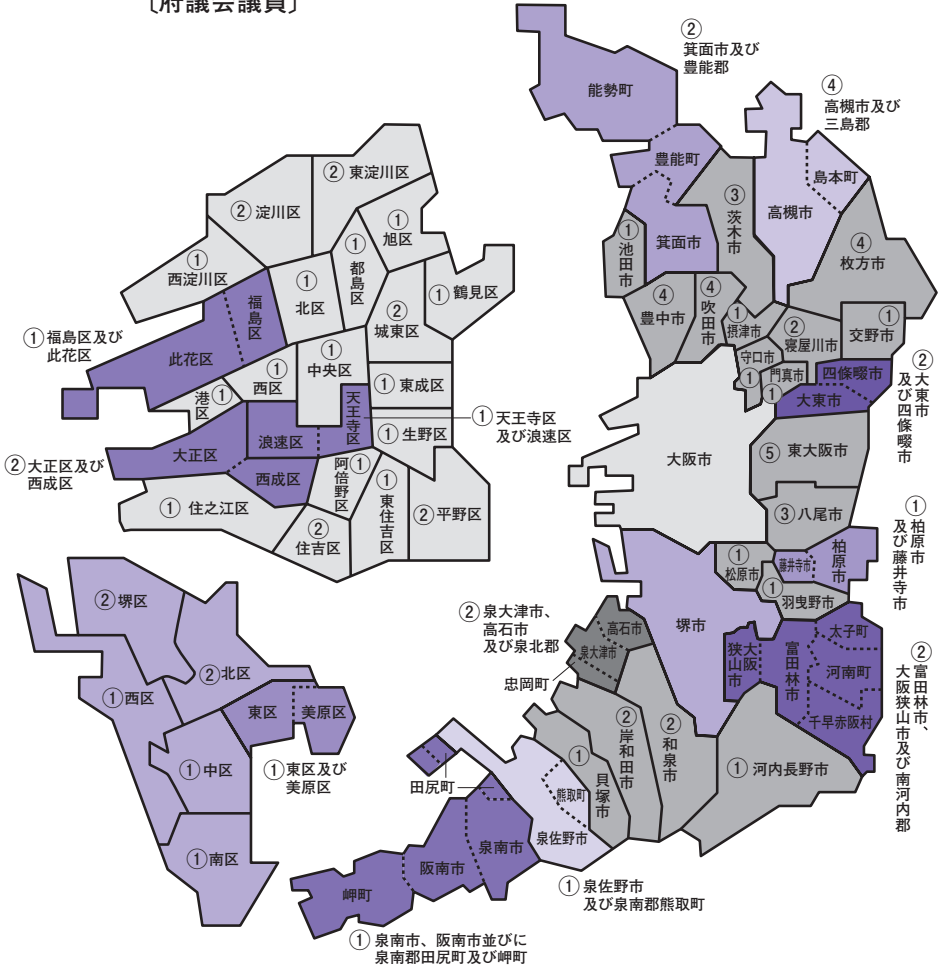 〔府議会議員〕
② 箕面市及び
豊能郡
能勢町
豊能町
箕面市
④
高槻市及び
三島郡
島本町
高槻市
③ 茨木市
① 池田市
④ 枚方市
④ 豊中市
④ 吹田市
① 摂津市
② 寝屋川市
① 交野市
守口市
①
門真市
①
四條畷市
大東市
② 大東市
及び四條畷市
大阪市
⑤ 東大阪市
③ 八尾市
① 柏原市
及び藤井寺市
柏原市
藤井寺市
① 松原市
① 羽曳野市
堺市
大阪
狭山市
富田林市
太子町
河南町
千早赤阪村
② 富田林市、
大阪狭山市及び南河内郡
① 河内長野市
② 泉大津市、
高石市
及び泉北郡
高石市
泉大津市
忠岡町
② 和泉市
② 岸和田市
① 貝塚市
熊取町
泉佐野市
① 泉佐野市
及び泉南郡熊取町
田尻町
泉南市
阪南市
岬町
① 泉南市、阪南市並びに
泉南郡田尻町及び岬町
② 東淀川区
② 淀川区
① 旭区
① 西淀川区
① 都島区
① 北区
① 鶴見区
② 城東区
福島区
此花区
① 福島区及び
此花区
① 中央区
① 西区
港区 ①
① 東成区
天王寺区
浪速区
① 天王寺区
及び浪速区
① 生野区
大正区
西成区
② 大正区及び
西成区
① 阿倍野区
① 東住吉区
② 平野区
① 住之江区
② 住吉区
② 堺区
② 北区
① 西区
東区
美原区
① 東区及び
美原区
① 中区
① 南区